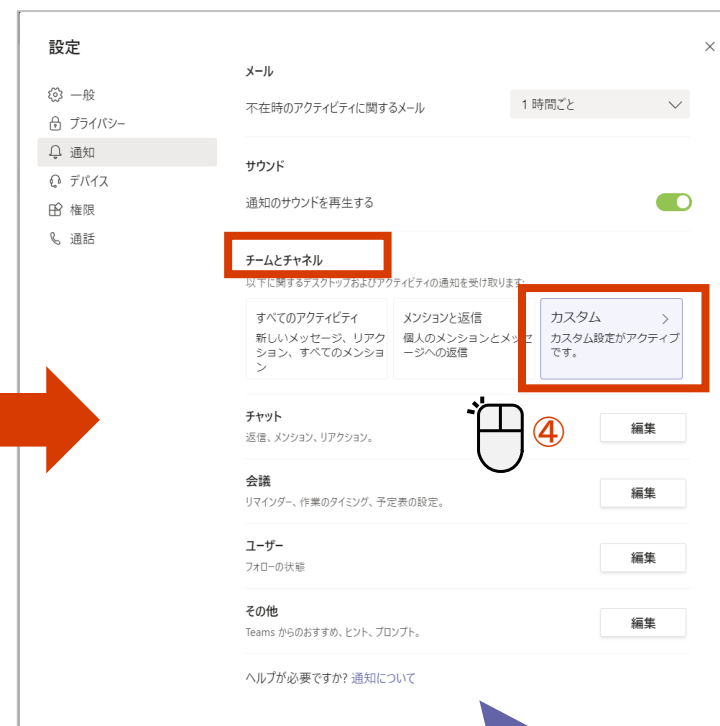 設定
一般
プライバシー
通知
デバイス
権限
通話
メール
不在時のアクティビティに関するメール
1 時間ごと
サウンド
通知のサウンドを再生する
チームとチャネル
以下に関するデスクトップおよびアクティビティの通知を受け取ります:
すべてのアクティビティ
新しいメッセージ、リアク
ション、すべてのメンショ
ン
メンションと返信
個人のメンションとメッセ
ージへの返信
カスタム
カスタム設定がアクティブ
です。
④
チャット
返信、メンション、リアクション。
編集
会議
リマインダー、作業のタイミング、予定表の設定。
編集
ユーザー
フォローの状態
編集
その他
Teams からのおすすめ、ヒント、プロンプト。
編集
ヘルプが必要ですか? 通知について